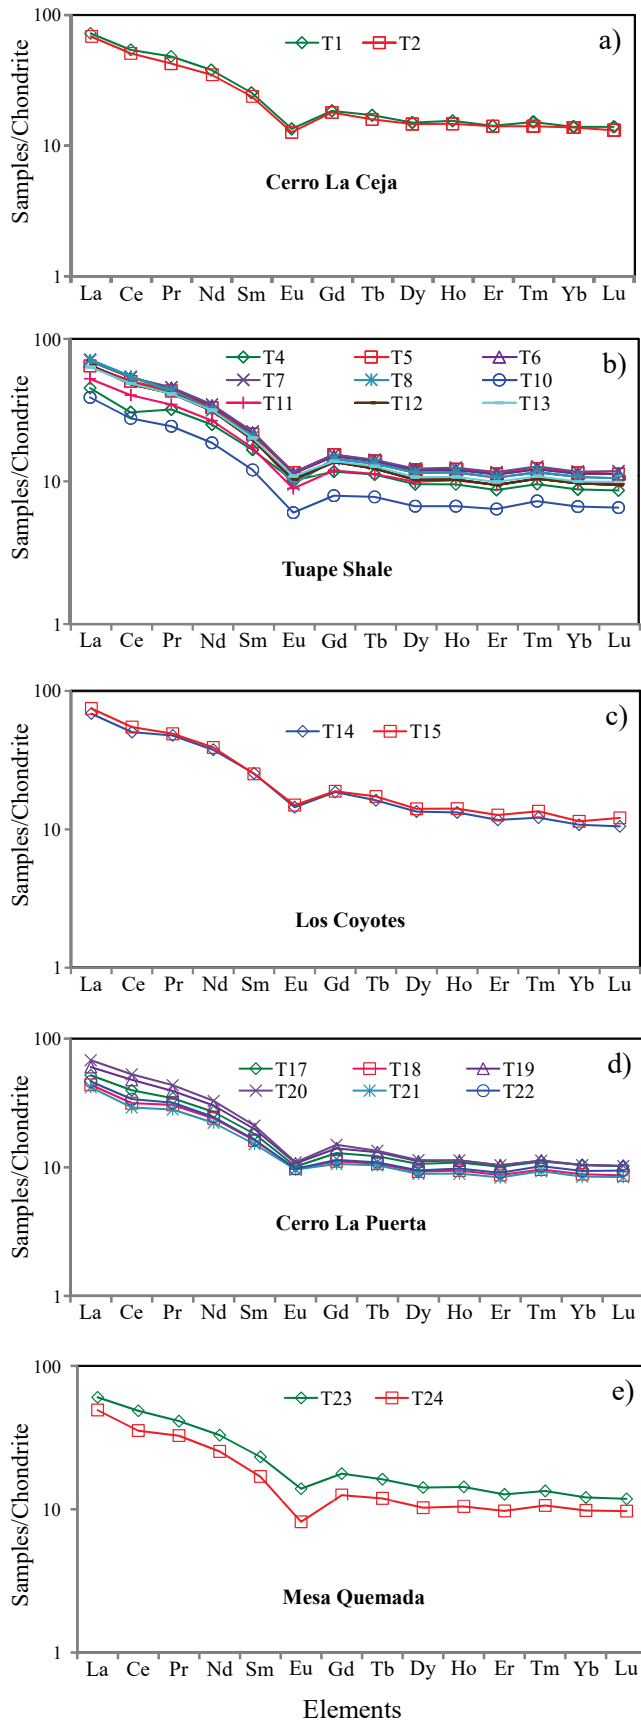 100
a)
T1 T2
Samples/Chondrite
10
Cerro La Ceja
1
La Ce Pr Nd Sm Eu Gd Tb Dy Ho Er Tm Yb Lu
100
b)
T4 T5 T6
T7 T8 T10
T11 T12 T13
Samples/Chondrite
10
Tuape Shale
1
La Ce Pr Nd Sm Eu Gd Tb Dy Ho Er Tm Yb Lu
100
c)
T14 T15
Samples/Chondrite
10
Los Coyotes
1
La Ce Pr Nd Sm Eu Gd Tb Dy Ho Er Tm Yb Lu
100
d)
T17 T18 T19
T20 T21 T22
Samples/Chondrite
10
Cerro La Puerta
1
La Ce Pr Nd Sm Eu Gd Tb Dy Ho Er Tm Yb Lu
100
e)
T23 T24
Samples/Chondrite
10
Mesa Quemada
1
La Ce Pr Nd Sm Eu Gd Tb Dy Ho Er Tm Yb Lu
Elements